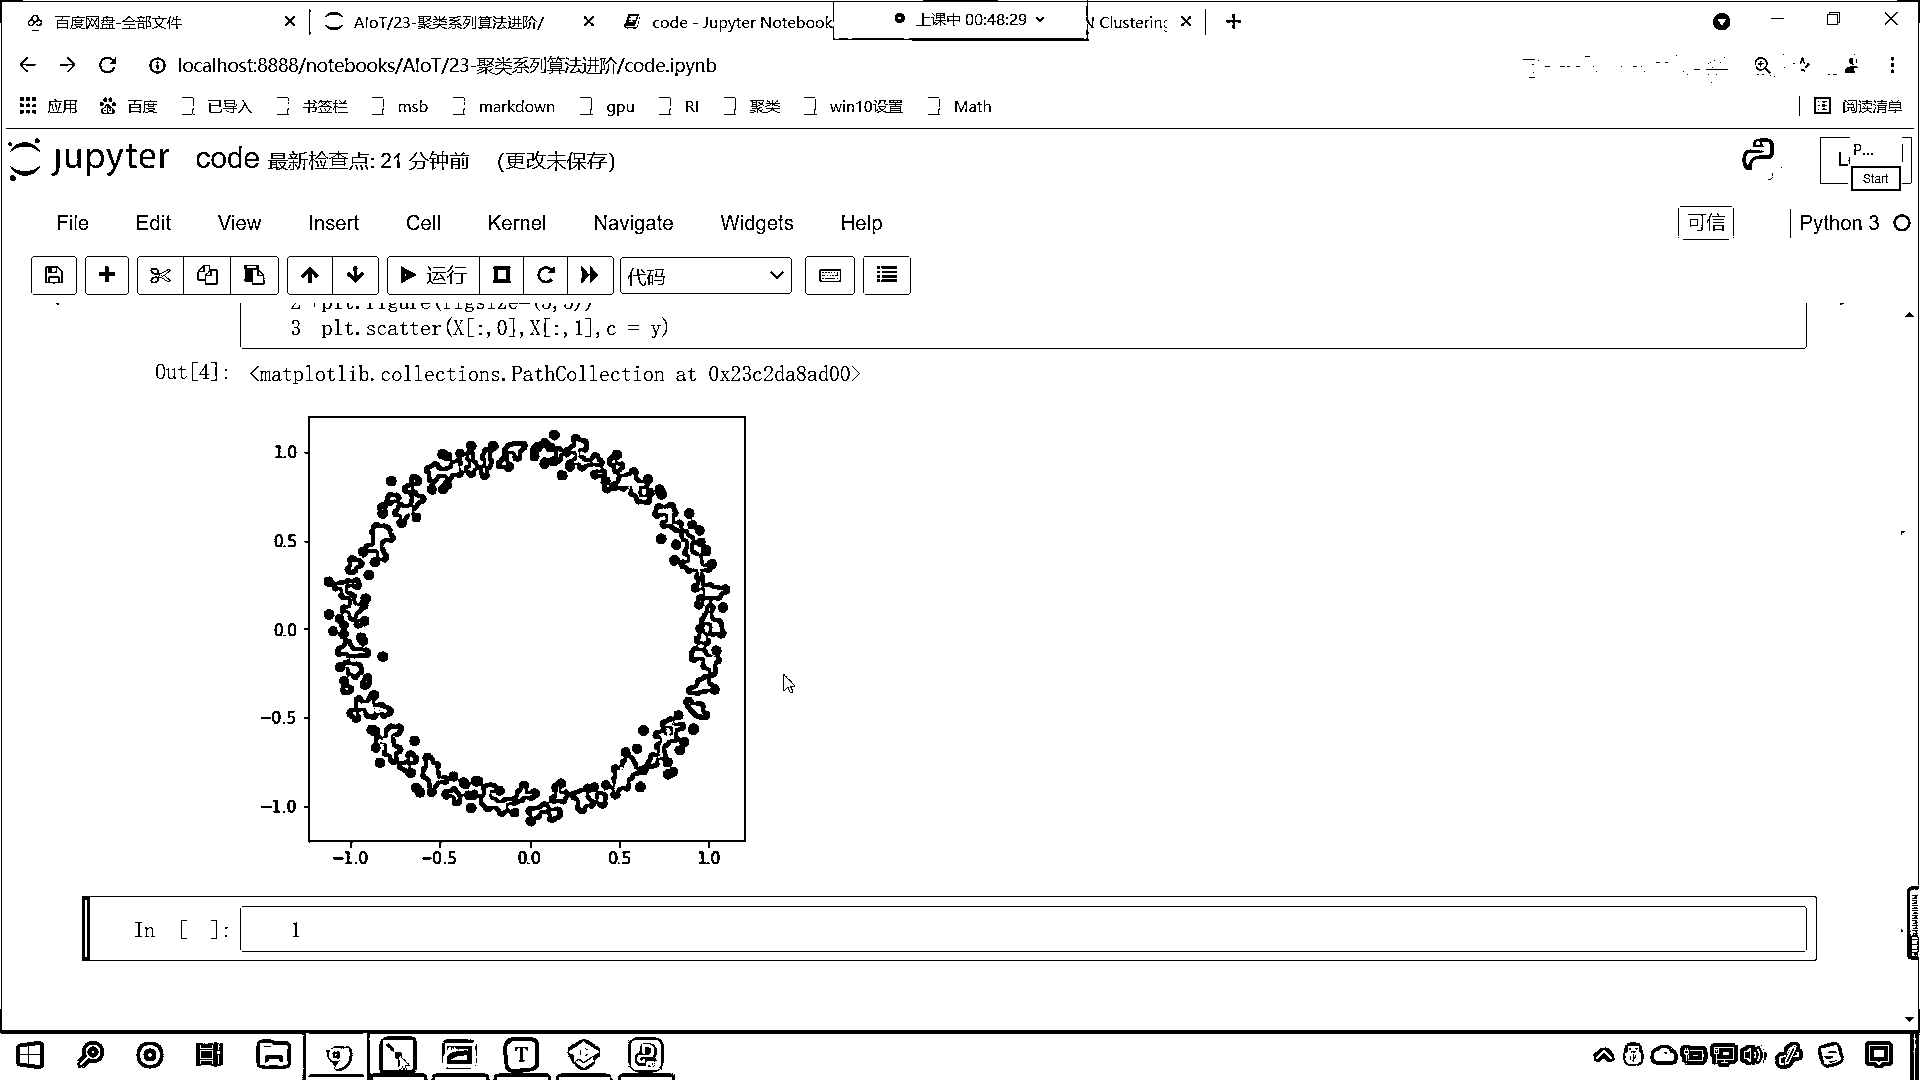 百度网盘-全部文件
AIoT/23-聚类系列算法进阶/
code - Jupyter Notebook
上课中 00:48:29
Clustering
localhost:8888/notebooks/AIoT/23-聚类系列算法进阶/code.ipynb
应用 百度 已导入 书签栏 msb markdown gpu RI 聚类 win10设置 Math 阅读清单
jupyter code 最新检查点: 21 分钟前 (更改未保存)
P...
Start
File Edit View Insert Cell Kernel Navigate Widgets Help 可信 Python 3
运行 代码
2 plt.figure(figsize=(5,5))
3 plt.scatter(X[:,0],X[:,1],c = y)
Out[4]: <matplotlib.collections.PathCollection at 0x23c2da8ad00>
1.0
0.5
0.0
−0.5
−1.0
−1.0 −0.5 0.0 0.5 1.0
In [ ]: 1